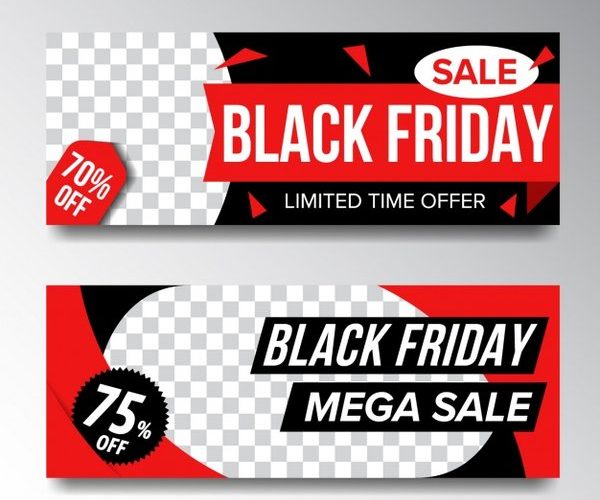 SALE
BLACK FRIDAY
LIMITED TIME OFFER
70%
OFF
BLACK FRIDAY
MEGA SALE
75%
OFF